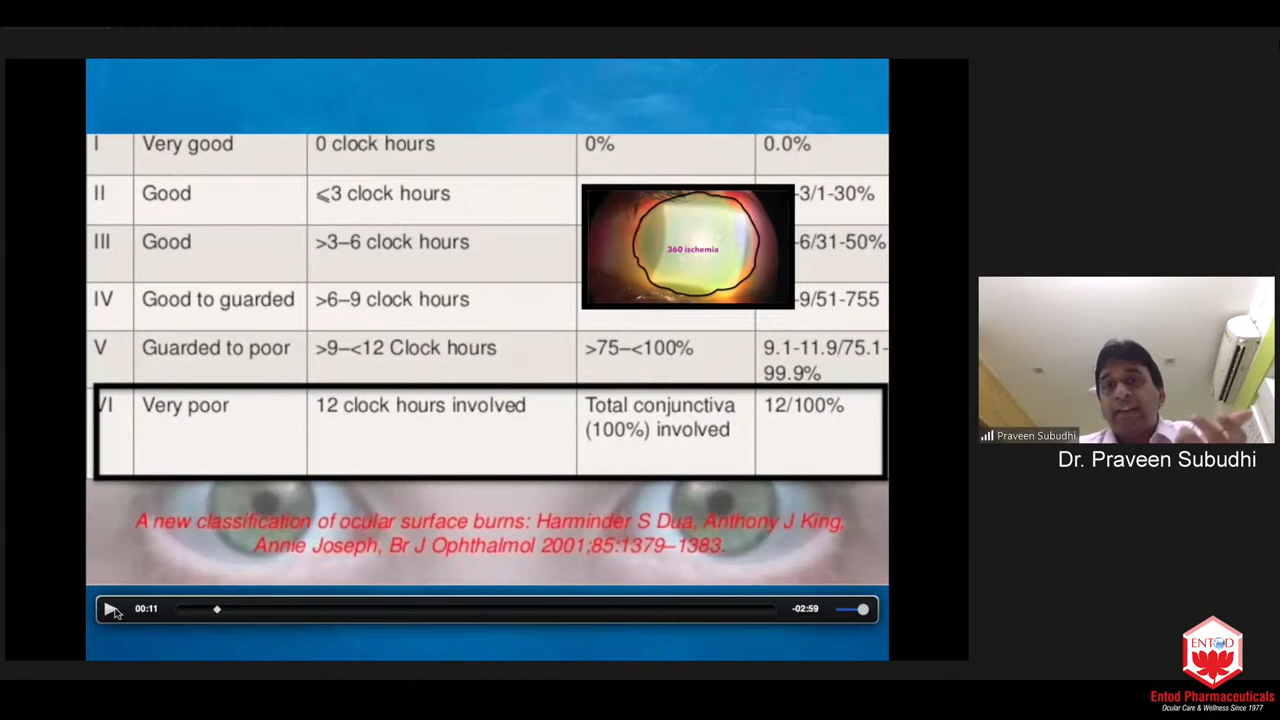 I Very good 0 clock hours 0% 0.0%
II Good ⩽3 clock hours -3/1-30%
III Good >3–6 clock hours -6/31-50%
IV Good to guarded >6–9 clock hours -9/51-755
V Guarded to poor >9–<12 Clock hours >75–<100% 9.1-11.9/75.1-
99.9%
VI Very poor 12 clock hours involved Total conjunctiva 12/100%
(100%) involved
360 ischemia
A new classification of ocular surface burns: Harminder S Dua, Anthony J King,
Annie Joseph, Br J Ophthalmol 2001;85:1379–1383.
00:11 -02:59
Praveen Subudhi
Dr. Praveen Subudhi
ENTOD
Entod Pharmaceuticals
Ocular Care & Wellness Since 1977